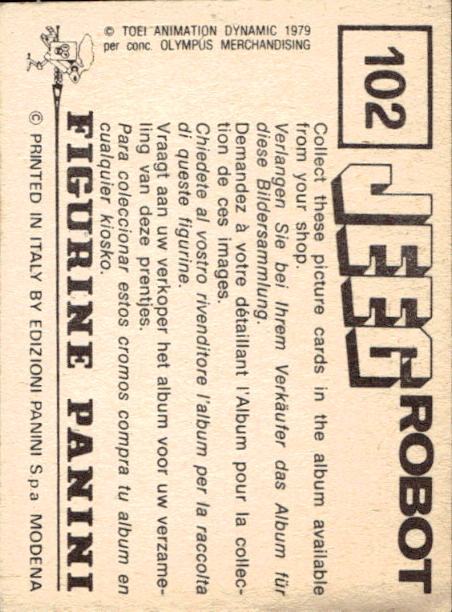 102
JEEG ROBOT
Collect these picture cards in the album available
from your shop.
Verlangen Sie bei Ihrem Verkäufer das Album für
diese Bildersammlung.
Demandez à votre détaillant l'Album pour la collec-
tion de ces images.
Chiedete al vostro rivenditore l'album per la raccolta
di queste figurine.
Vraagt aan uw verkoper het album voor uw verzame-
ling van deze prentjes.
Para coleccionar estos cromos compra tu album en
cualquier kiosko.
FIGURINE PANINI
© PRINTED IN ITALY BY EDIZIONI PANINI S.p.a. MODENA
© TOEI ANIMATION DYNAMIC 1979
per conc. OLYMPUS MERCHANDISING